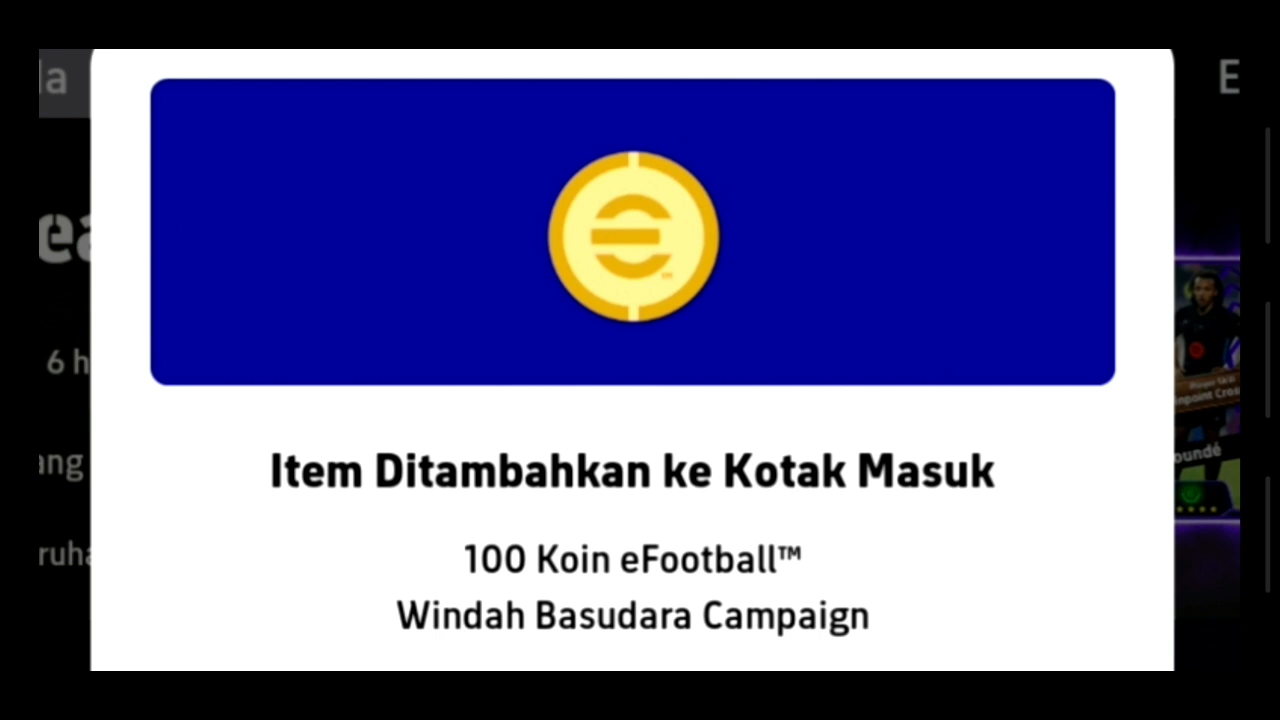 Item Ditambahkan ke Kotak Masuk
100 Koin eFootball™
Windah Basudara Campaign